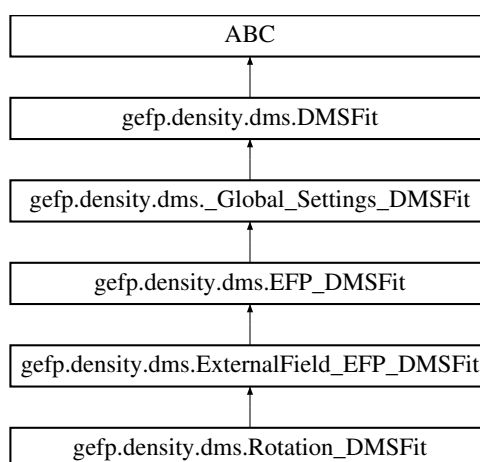 ABC
gefp.density.dms.DMSFit
gefp.density.dms._Global_Settings_DMSFit
gefp.density.dms.EFP_DMSFit
gefp.density.dms.ExternalField_EFP_DMSFit
gefp.density.dms.Rotation_DMSFit